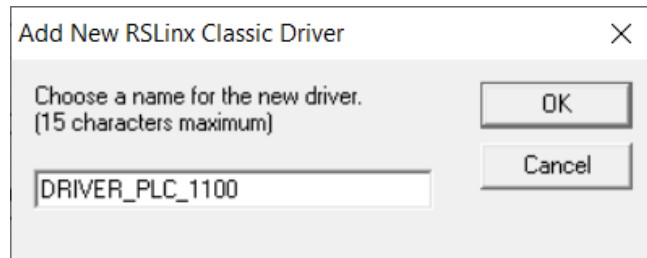 Add New RSLinx Classic Driver
Choose a name for the new driver.
(15 characters maximum)
OK
Cancel
DRIVER_PLC_1100